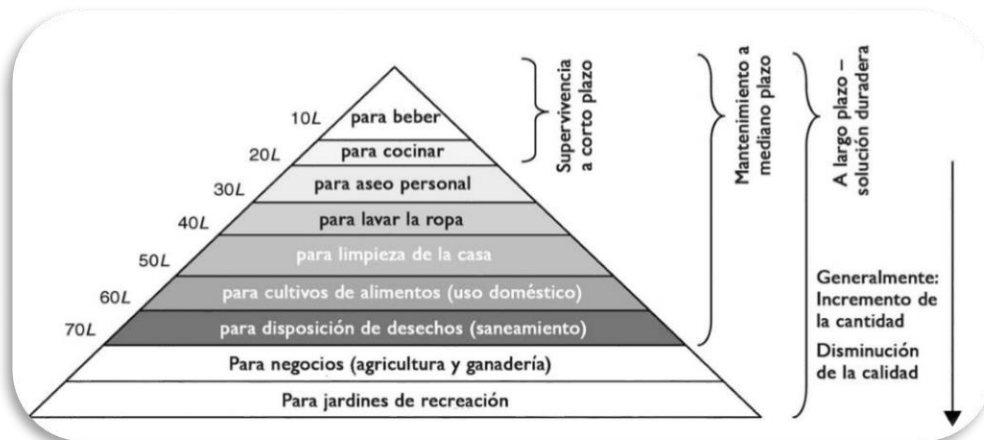 10L
para beber
20L
para cocinar
30L
para aseo personal
40L
para lavar la ropa
50L
para limpieza de la casa
60L
para cultivos de alimentos (uso doméstico)
70L
para disposición de desechos (saneamiento)
Para negocios (agricultura y ganadería)
Para jardines de recreación
Supervivencia
a corto plazo
Mantenimiento a
mediano plazo
A largo plazo –
solución duradera
Generalmente:
Incremento de
la cantidad
Disminución
de la calidad